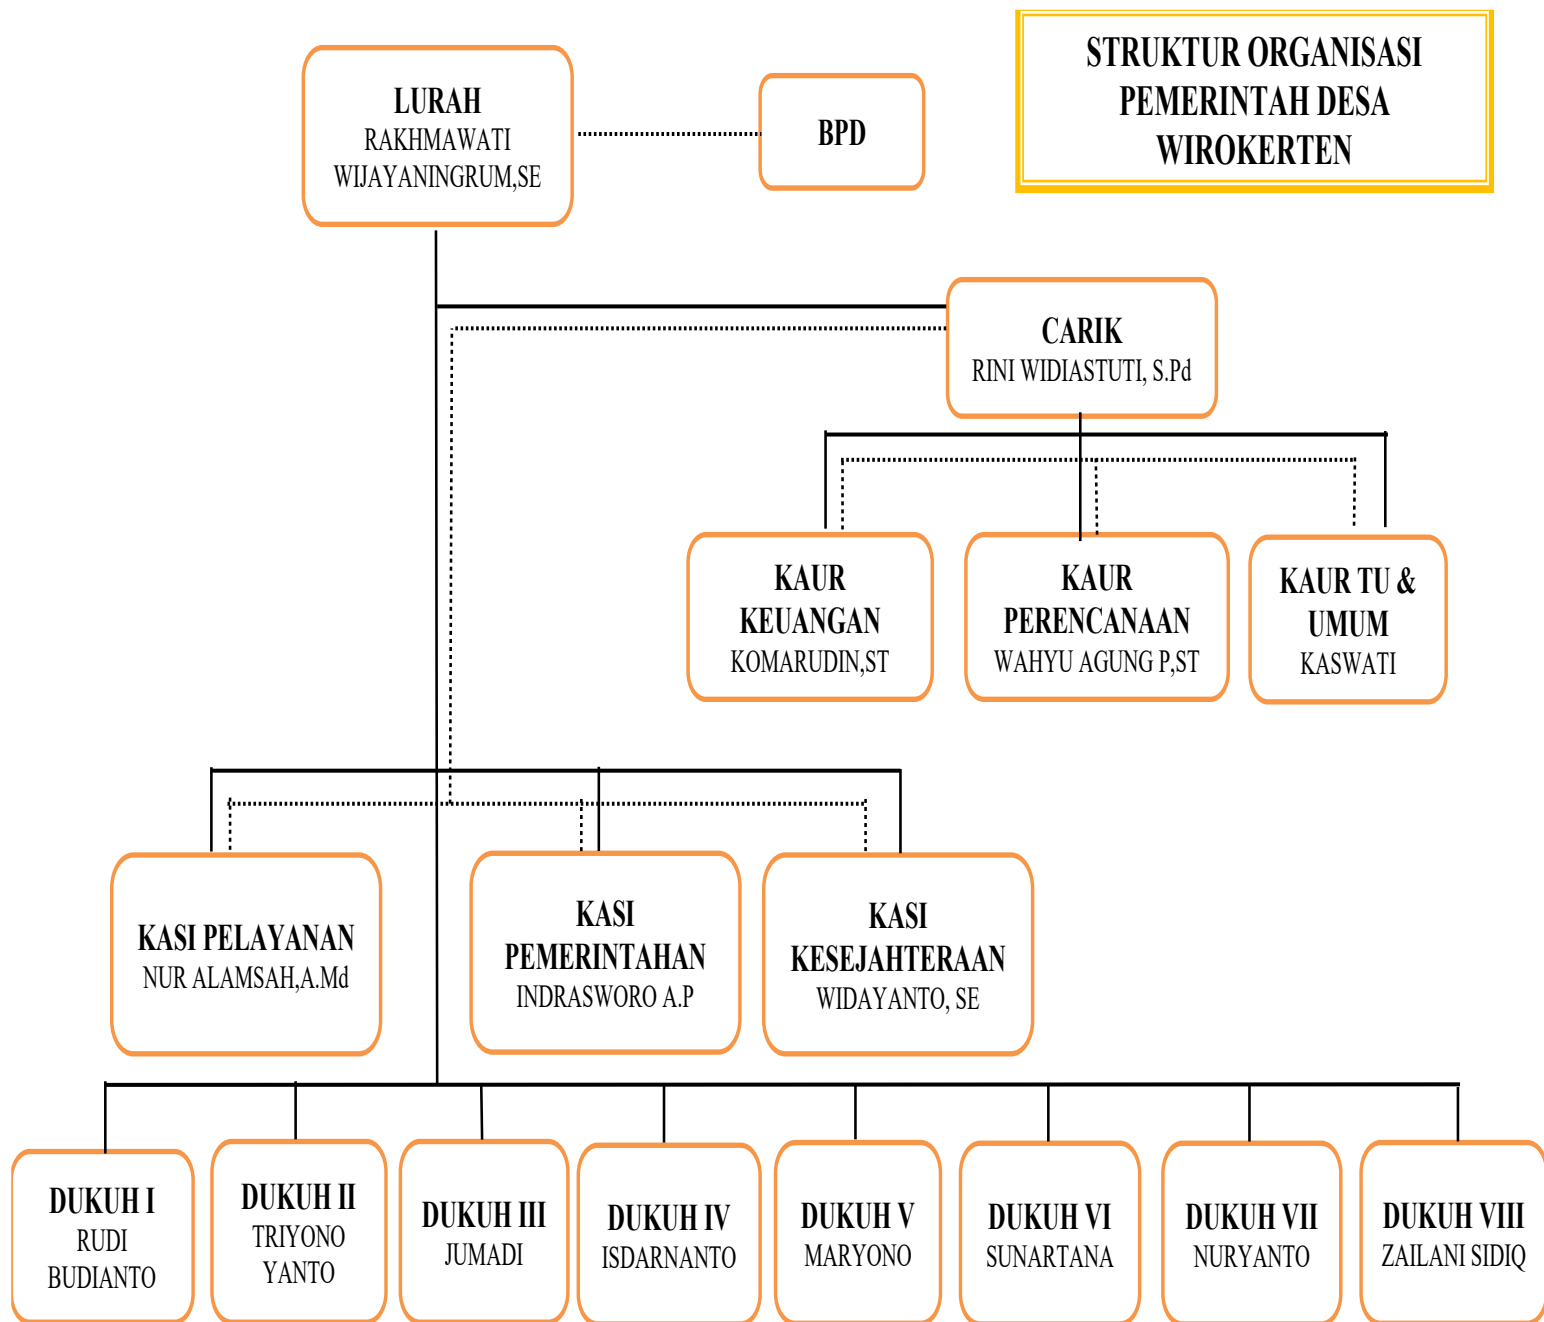 STRUKTUR ORGANISASI
PEMERINTAH DESA
WIROKERTEN
LURAH
RAKHMAWATI
WIJAYANINGRUM,SE
BPD
CARIK
RINI WIDIASTUTI, S.Pd
KAUR
KEUANGAN
KOMARUDIN,ST
KAUR
PERENCANAAN
WAHYU AGUNG P,ST
KAUR TU &
UMUM
KASWATI
KASI PELAYANAN
NUR ALAMSAH,A.Md
KASI
PEMERINTAHAN
INDRASWORO A.P
KASI
KESEJAHTERAAN
WIDAYANTO, SE
DUKUH I
RUDI
BUDIANTO
DUKUH II
TRIYONO
YANTO
DUKUH III
JUMADI
DUKUH IV
ISDARNANTO
DUKUH V
MARYONO
DUKUH VI
SUNARTANA
DUKUH VII
NURYANTO
DUKUH VIII
ZAILANI SIDIQ